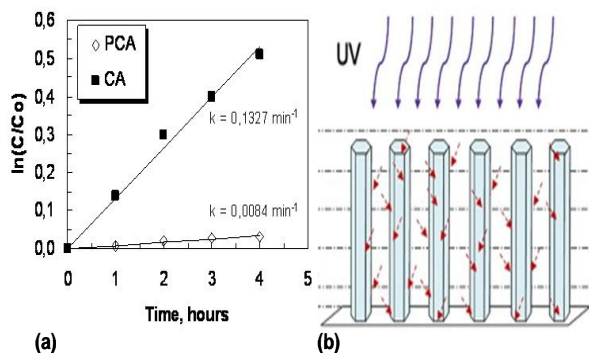 ln(C/Co)
0,6
0,5
0,4
0,3
0,2
0,1
0,0
PCA
CA
k = 0,1327 min-1
k = 0,0084 min-1
0 1 2 3 4 5
Time, hours
(a)
UV
(b)